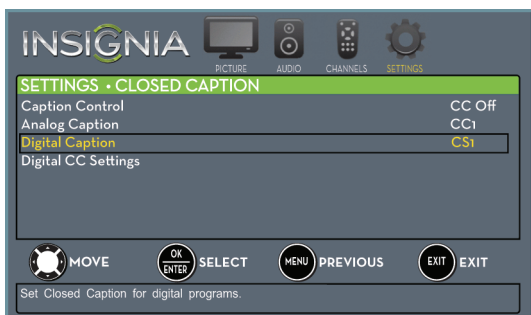 INSIGNIA
PICTURE AUDIO CHANNELS SETTINGS
SETTINGS • CLOSED CAPTION
Caption Control CC Off
Analog Caption CC1
Digital Caption CS1
Digital CC Settings
MOVE OK ENTER SELECT MENU PREVIOUS EXIT EXIT
Set Closed Caption for digital programs.